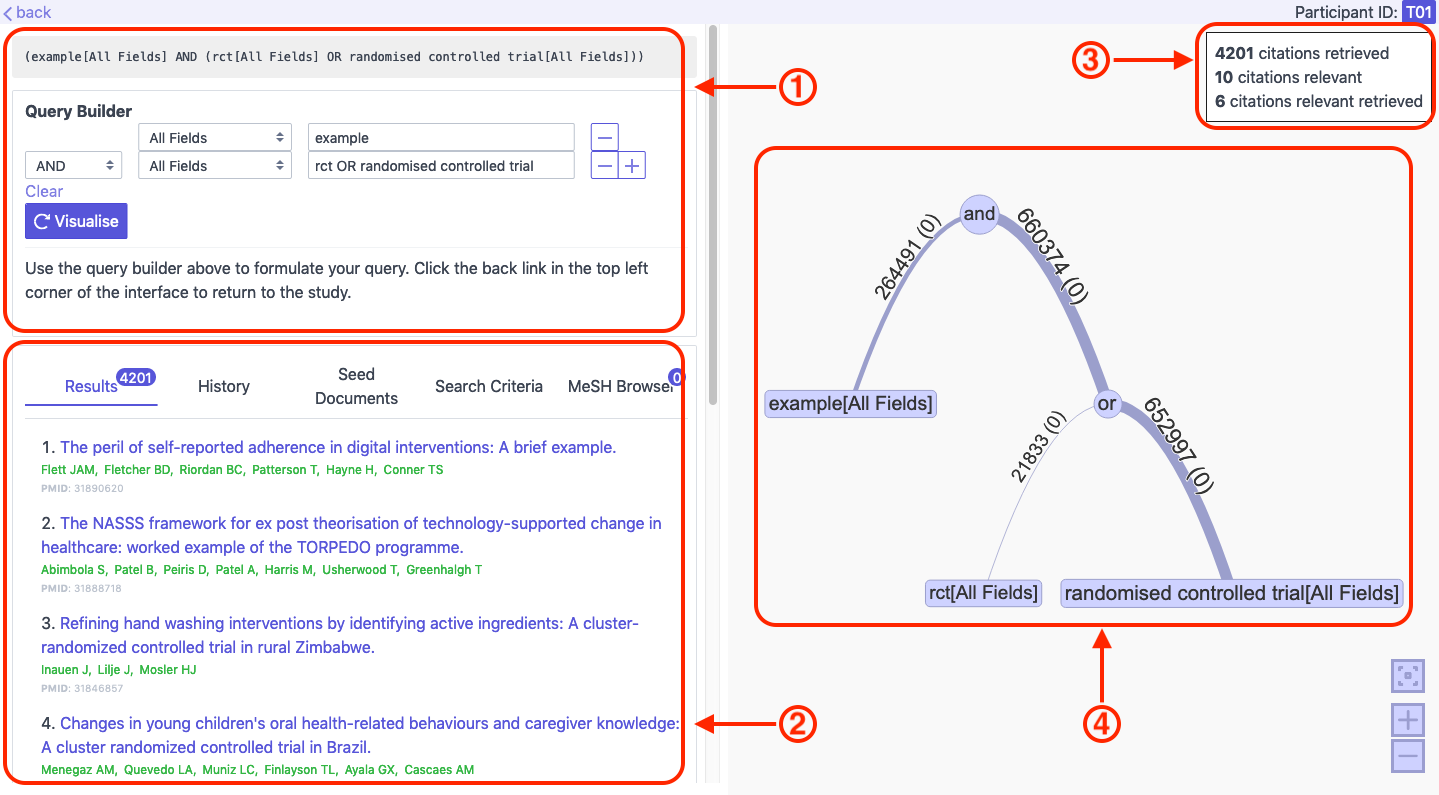 back
Participant ID: T01
(example[All Fields] AND (rct[All Fields] OR randomised controlled trial[All Fields]))
1
Query Builder
All Fields example −
AND All Fields rct OR randomised controlled trial − +
Clear
Visualise
Use the query builder above to formulate your query. Click the back link in the top left
corner of the interface to return to the study.
Results 4201
History
Seed
Documents
Search Criteria
MeSH Browser 0
1. The peril of self-reported adherence in digital interventions: A brief example.
Flett JAM, Fletcher BD, Riordan BC, Patterson T, Hayne H, Conner TS
PMID: 31890620
2. The NASSS framework for ex post theorisation of technology-supported change in
healthcare: worked example of the TORPEDO programme.
Abimbola S, Patel B, Peiris D, Patel A, Harris M, Usherwood T, Greenhalgh T
PMID: 31888718
3. Refining hand washing interventions by identifying active ingredients: A cluster-
randomized controlled trial in rural Zimbabwe.
Inauen J, Lilje J, Mosler HJ
PMID: 31846857
4. Changes in young children's oral health-related behaviours and caregiver knowledge:
A cluster randomized controlled trial in Brazil.
Menegaz AM, Quevedo LA, Muniz LC, Finlayson TL, Ayala GX, Cascaes AM
2
3
4201 citations retrieved
10 citations relevant
6 citations relevant retrieved
and
264491 (0)
660374 (0)
example[All Fields]
or
21833 (0)
652997 (0)
rct[All Fields]
randomised controlled trial[All Fields]
4
+
−